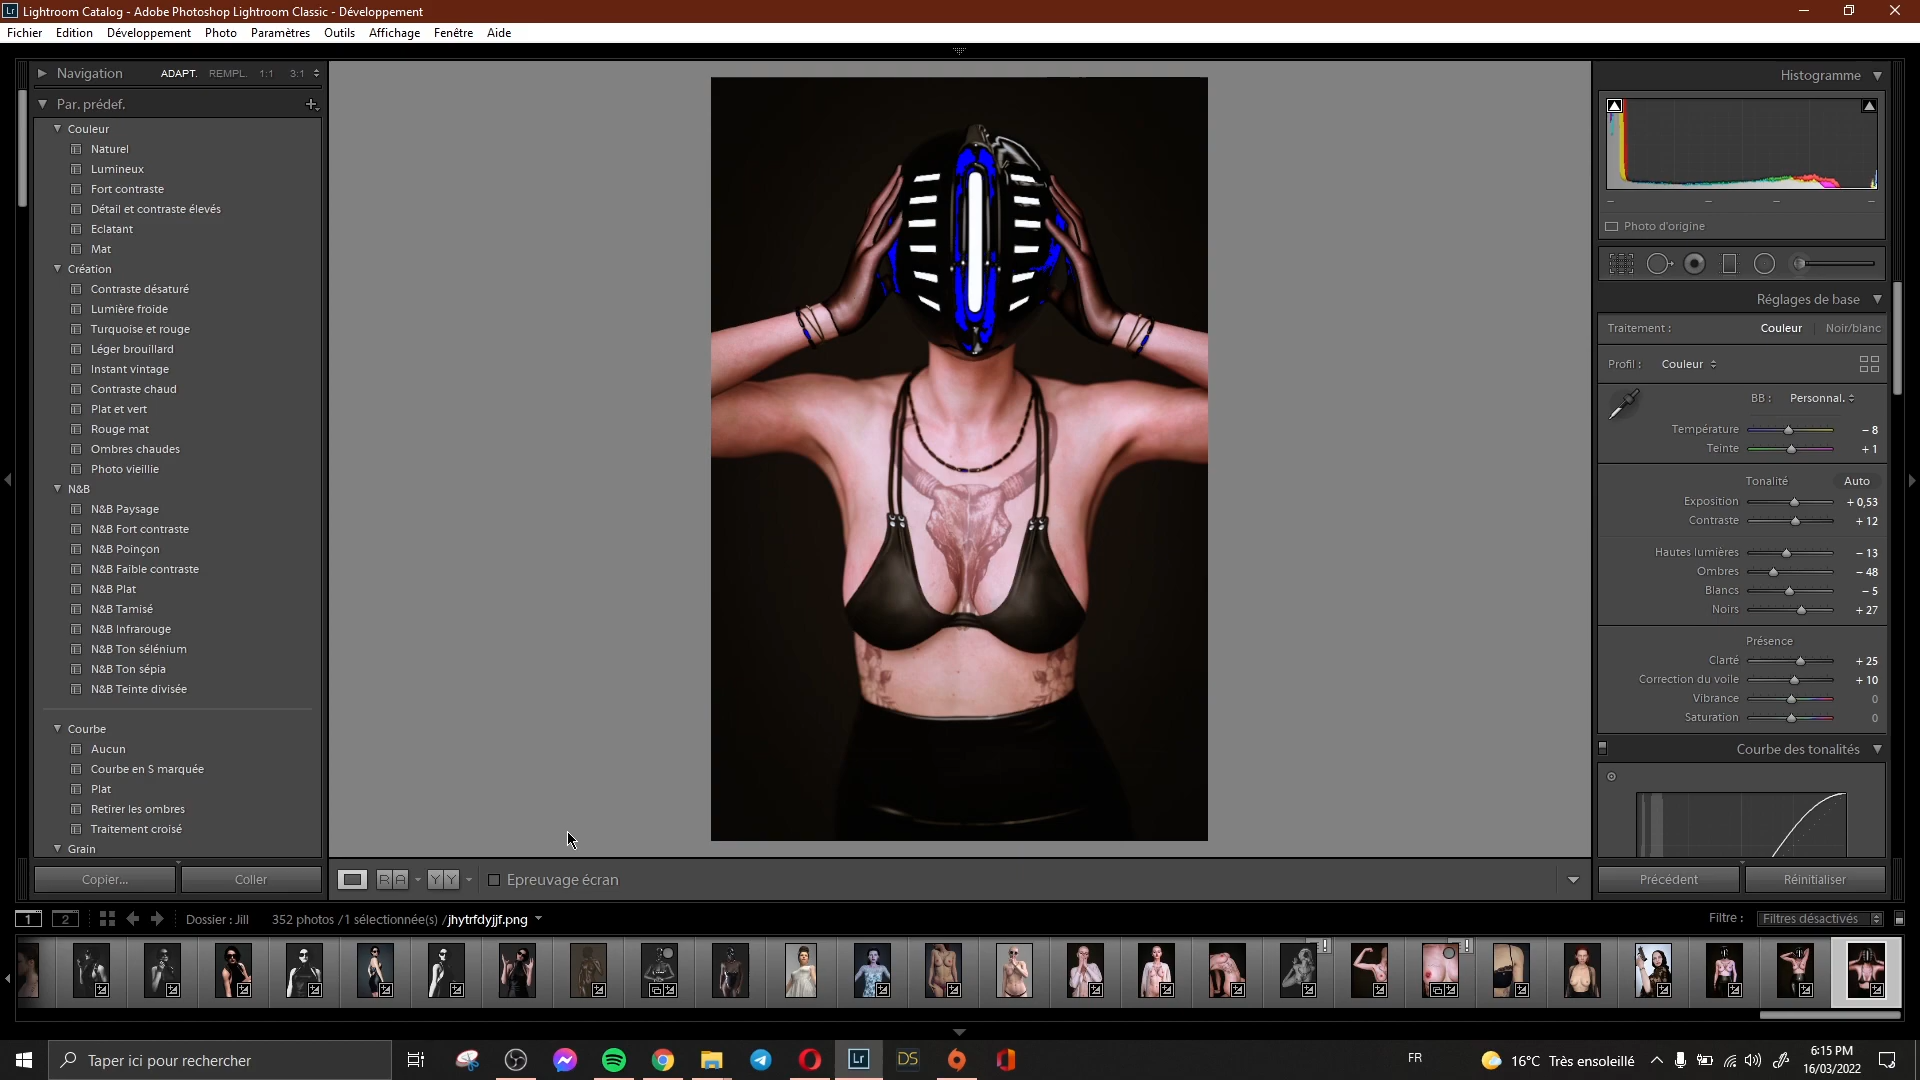 Lightroom Catalog - Adobe Photoshop Lightroom Classic - Développement
Fichier Edition Développement Photo Paramètres Outils Affichage Fenêtre Aide
Navigation ADAPT. REMPL. 1:1 3:1
Par. prédef.
Couleur
Naturel
Lumineux
Fort contraste
Détail et contraste élevés
Eclatant
Mat
Création
Contraste désaturé
Lumière froide
Turquoise et rouge
Léger brouillard
Instant vintage
Contraste chaud
Plat et vert
Rouge mat
Ombres chaudes
Photo vieillie
N&B
N&B Paysage
N&B Fort contraste
N&B Poinçon
N&B Faible contraste
N&B Plat
N&B Tamisé
N&B Infrarouge
N&B Ton sélénium
N&B Ton sépia
N&B Teinte divisée
Courbe
Aucun
Courbe en S marquée
Plat
Retirer les ombres
Traitement croisé
Grain
Copier... Coller
Epreuvage écran
Histogramme
Photo d'origine
Réglages de base
Traitement : Couleur Noir/blanc
Profil : Couleur
BB : Personnal.
Température - 8
Teinte + 1
Tonalité Auto
Exposition + 0,53
Contraste + 12
Hautes lumières - 13
Ombres - 48
Blancs - 5
Noirs + 27
Présence
Clarté + 25
Correction du voile + 10
Vibrance 0
Saturation 0
Courbe des tonalités
Précédent Réinitialiser
1 2 Dossier : Jill 352 photos /1 sélectionnée(s) /jhytrfdyjjf.png Filtre : Filtres désactivés
Taper ici pour rechercher
Lr
DS
FR
16°C Très ensoleillé
6:15 PM
16/03/2022